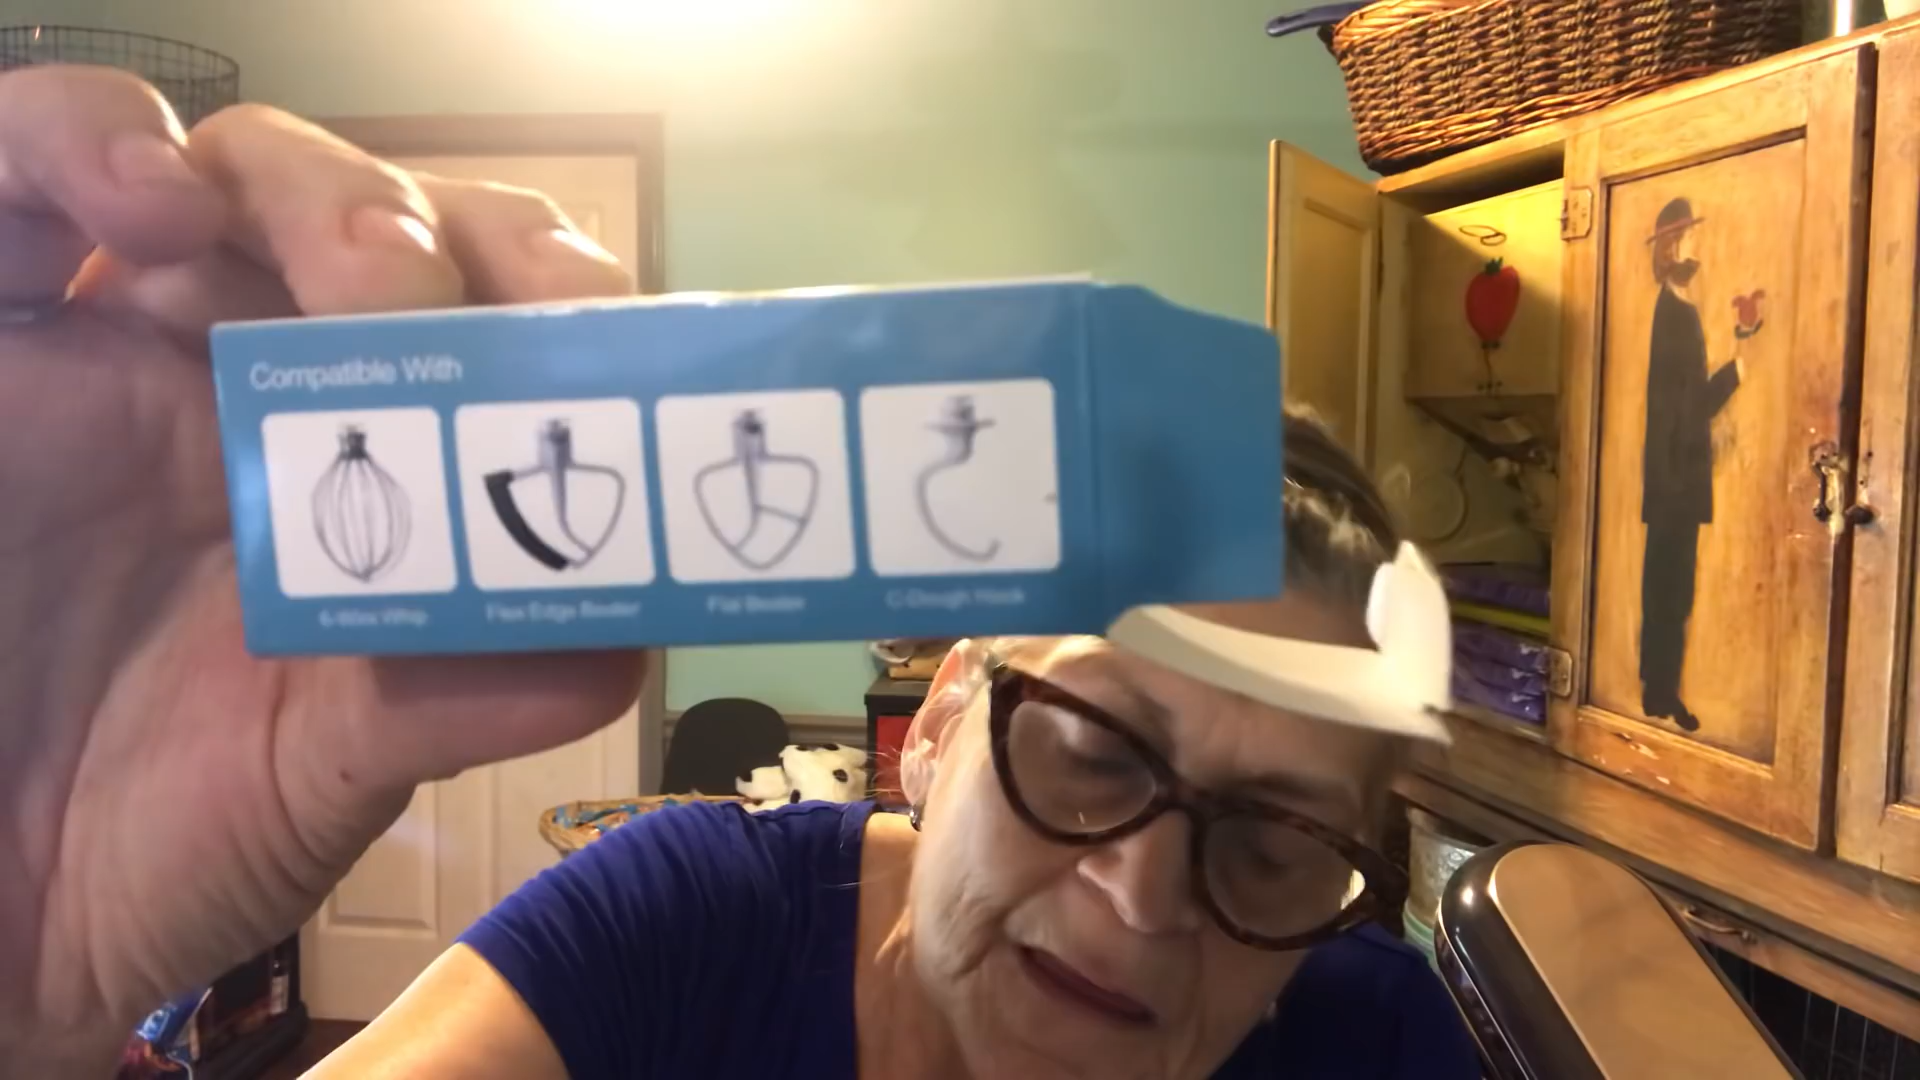 Compatible With
6-Wire Whip
Flex Edge Beater
Flat Beater
C-Dough Hook